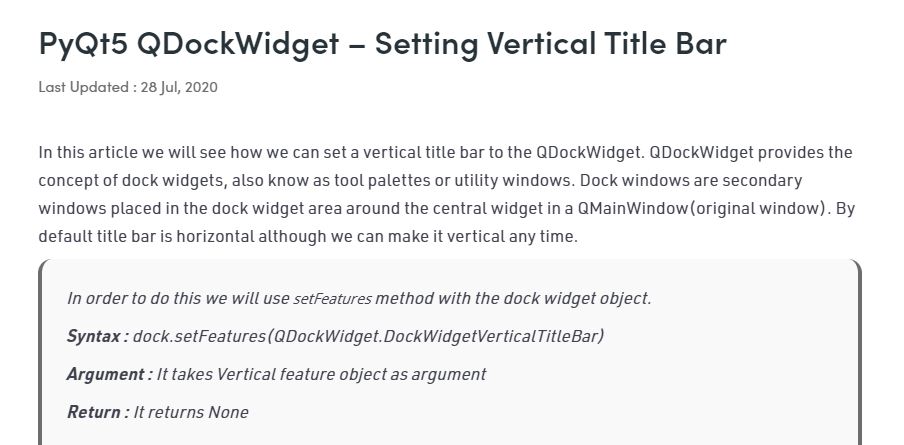 PyQt5 QDockWidget – Setting Vertical Title Bar
Last Updated : 28 Jul, 2020
In this article we will see how we can set a vertical title bar to the QDockWidget. QDockWidget provides the
concept of dock widgets, also know as tool palettes or utility windows. Dock windows are secondary
windows placed in the dock widget area around the central widget in a QMainWindow(original window). By
default title bar is horizontal although we can make it vertical any time.
In order to do this we will use setFeatures method with the dock widget object.
Syntax : dock.setFeatures(QDockWidget.DockWidgetVerticalTitleBar)
Argument : It takes Vertical feature object as argument
Return : It returns None